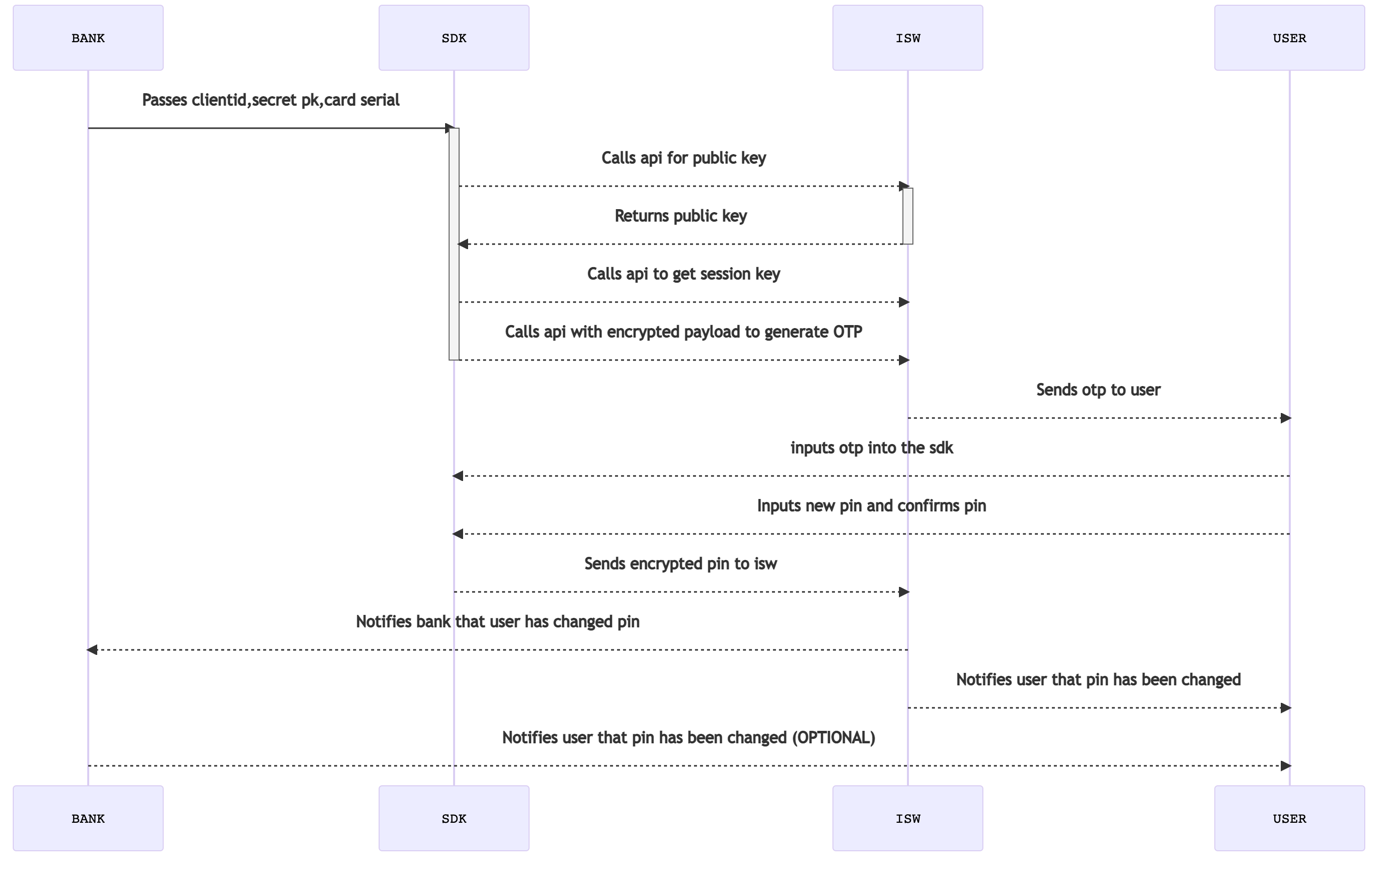 BANK SDK ISW USER
Passes clientid,secret pk,card serial
Calls api for public key
Returns public key
Calls api to get session key
Calls api with encrypted payload to generate OTP
Sends otp to user
inputs otp into the sdk
Inputs new pin and confirms pin
Sends encrypted pin to isw
Notifies bank that user has changed pin
Notifies user that pin has been changed
Notifies user that pin has been changed (OPTIONAL)
BANK SDK ISW USER